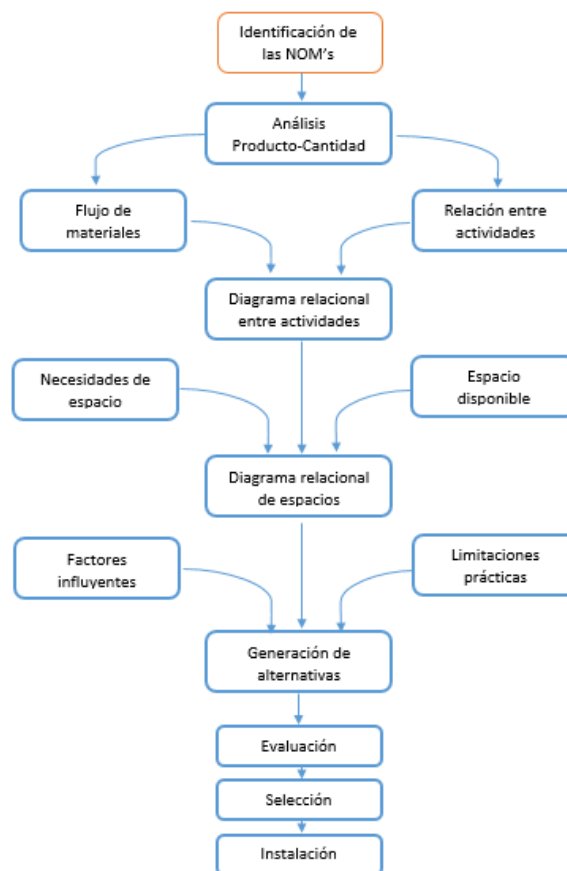 Identificación de
las NOM's
Análisis
Producto-Cantidad
Flujo de
materiales
Relación entre
actividades
Diagrama relacional
entre actividades
Necesidades de
espacio
Espacio
disponible
Diagrama relacional
de espacios
Factores
influyentes
Limitaciones
prácticas
Generación de
alternativas
Evaluación
Selección
Instalación